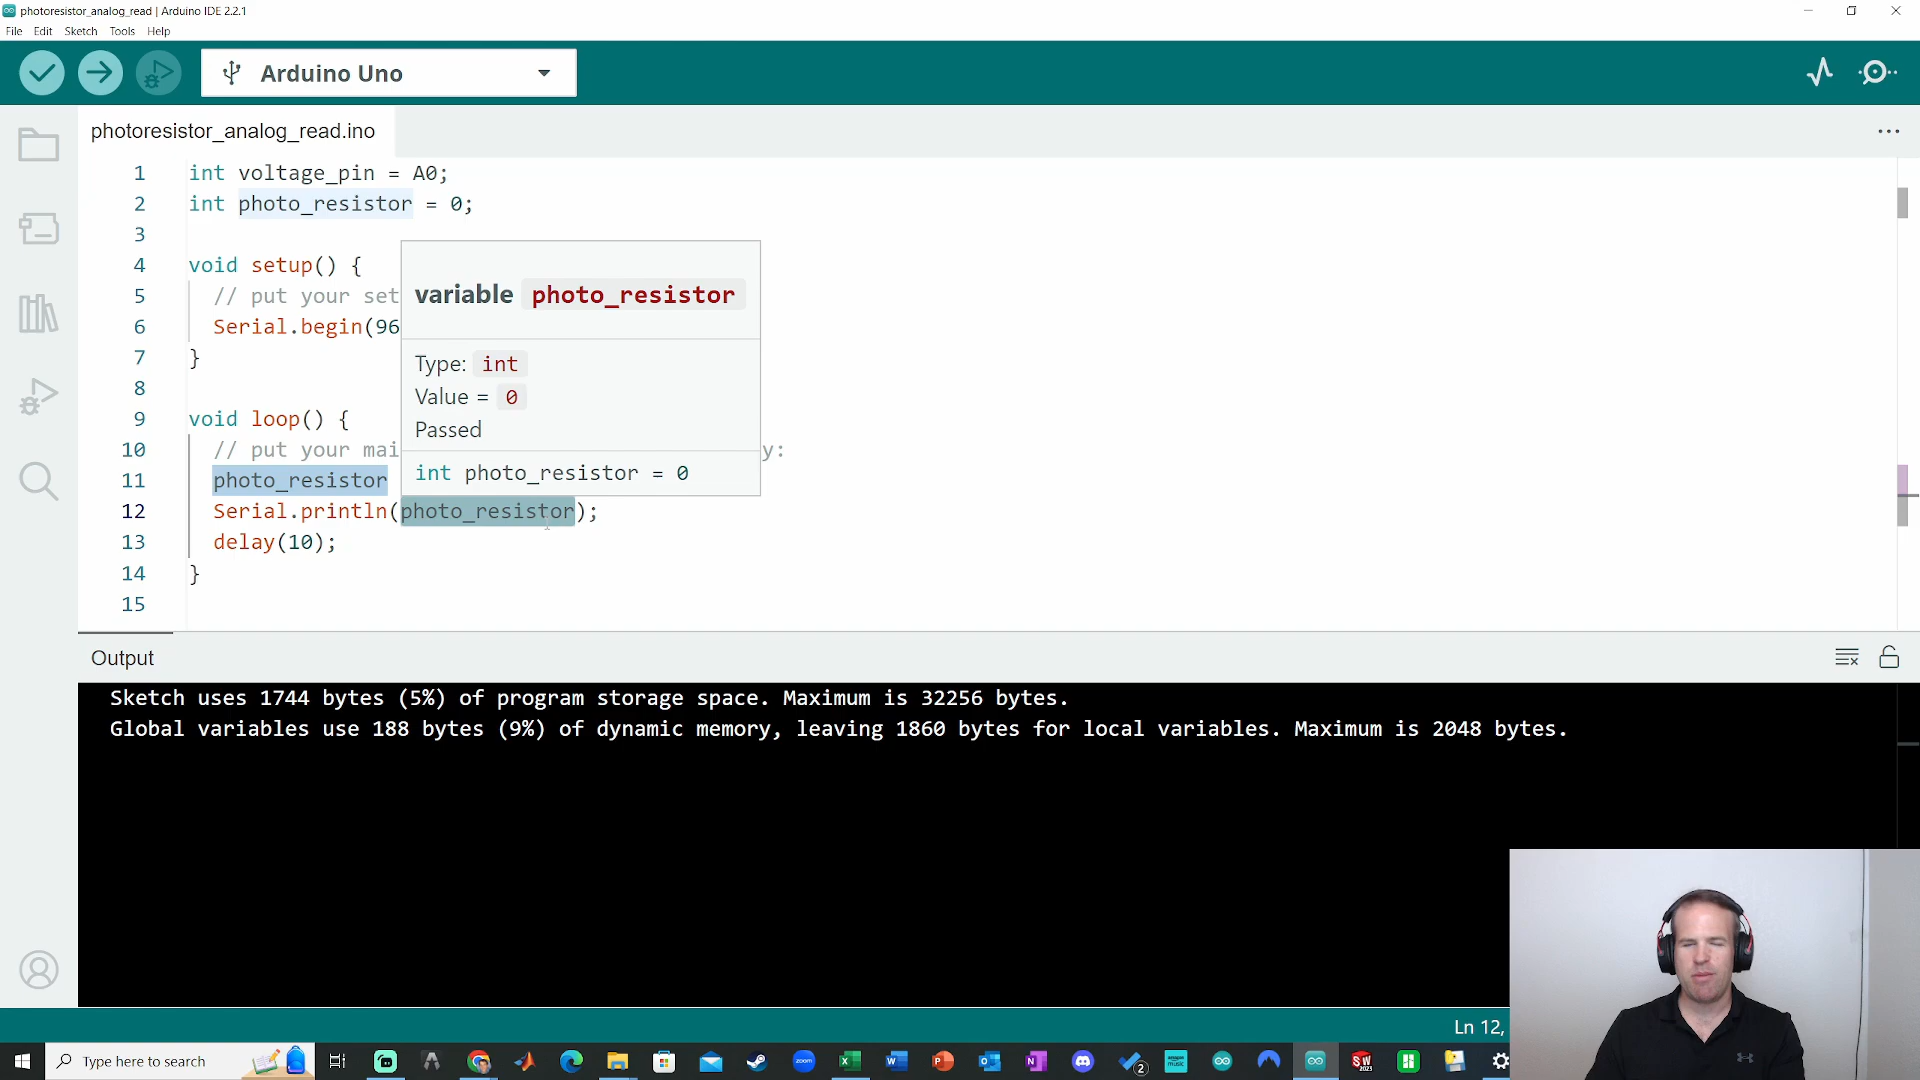 photoresistor_analog_read | Arduino IDE 2.2.1
File Edit Sketch Tools Help
Arduino Uno
photoresistor_analog_read.ino
1 int voltage_pin = A0;
2 int photo_resistor = 0;
3
4 void setup() {
5 // put your set
6 Serial.begin(96
7 }
8
9 void loop() {
10 // put your mai y:
11 photo_resistor
12 Serial.println(photo_resistor);
13 delay(10);
14 }
15
variable photo_resistor
Type: int
Value = 0
Passed
int photo_resistor = 0
Output
Sketch uses 1744 bytes (5%) of program storage space. Maximum is 32256 bytes.
Global variables use 188 bytes (9%) of dynamic memory, leaving 1860 bytes for local variables. Maximum is 2048 bytes.
Ln 12,
Type here to search